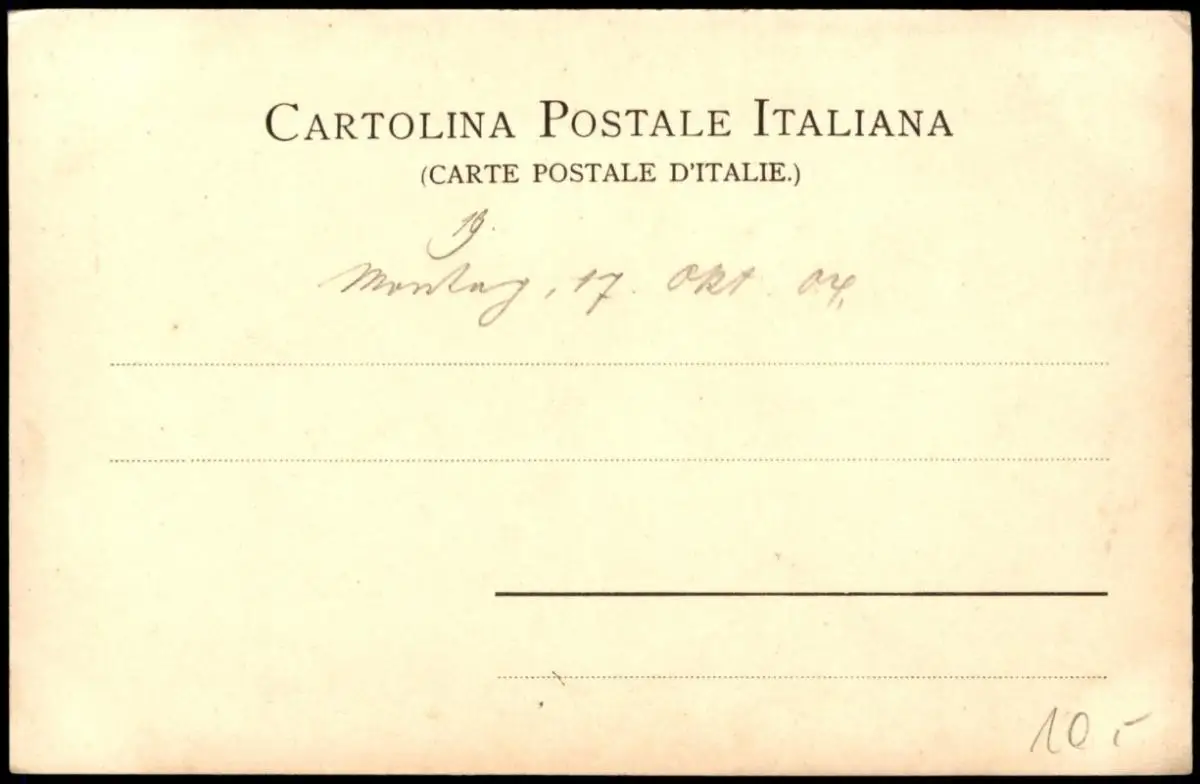 CARTOLINA POSTALE ITALIANA
(CARTE POSTALE D'ITALIE.)
19.
Montag, 17. Okt. 04.
10.-